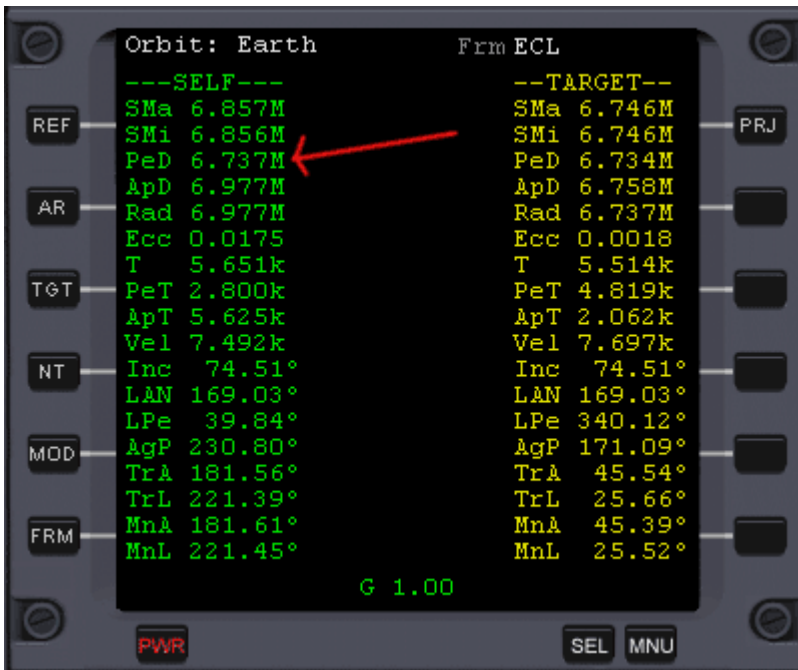 Orbit: Earth Frm ECL
---SELF--- --TARGET--
SMa 6.857M SMa 6.746M
REF SMi 6.856M SMi 6.746M PRJ
PeD 6.737M PeD 6.734M
ApD 6.977M ApD 6.758M
AR Rad 6.977M Rad 6.737M
Ecc 0.0175 Ecc 0.0018
T 5.651k T 5.514k
TGT PeT 2.800k PeT 4.819k
ApT 5.625k ApT 2.062k
Vel 7.492k Vel 7.697k
NT Inc 74.51° Inc 74.51°
LAN 169.03° LAN 169.03°
LPe 39.84° LPe 340.12°
MOD AgP 230.80° AgP 171.09°
TrA 181.56° TrA 45.54°
TrL 221.39° TrL 25.66°
FRM MnA 181.61° MnA 45.39°
MnL 221.45° MnL 25.52°
G 1.00
PWR SEL MNU